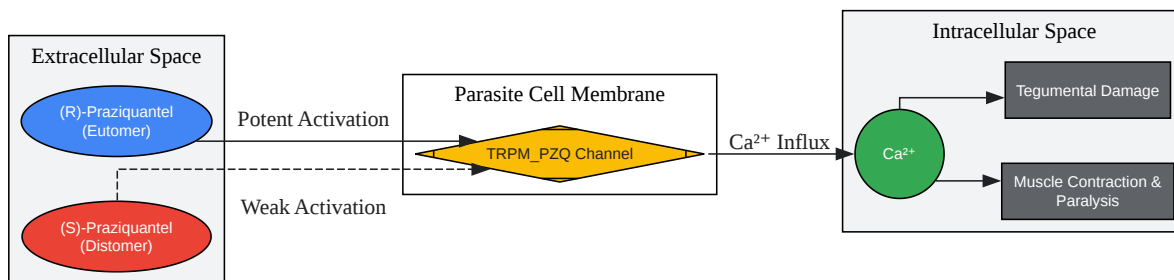 Extracellular Space
(R)-Praziquantel
(Eutomer)
(S)-Praziquantel
(Distomer)
Potent Activation
Weak Activation
Parasite Cell Membrane
TRPM_PZQ Channel
Ca²⁺ Influx
Intracellular Space
Ca²⁺
Tegumental Damage
Muscle Contraction &
Paralysis